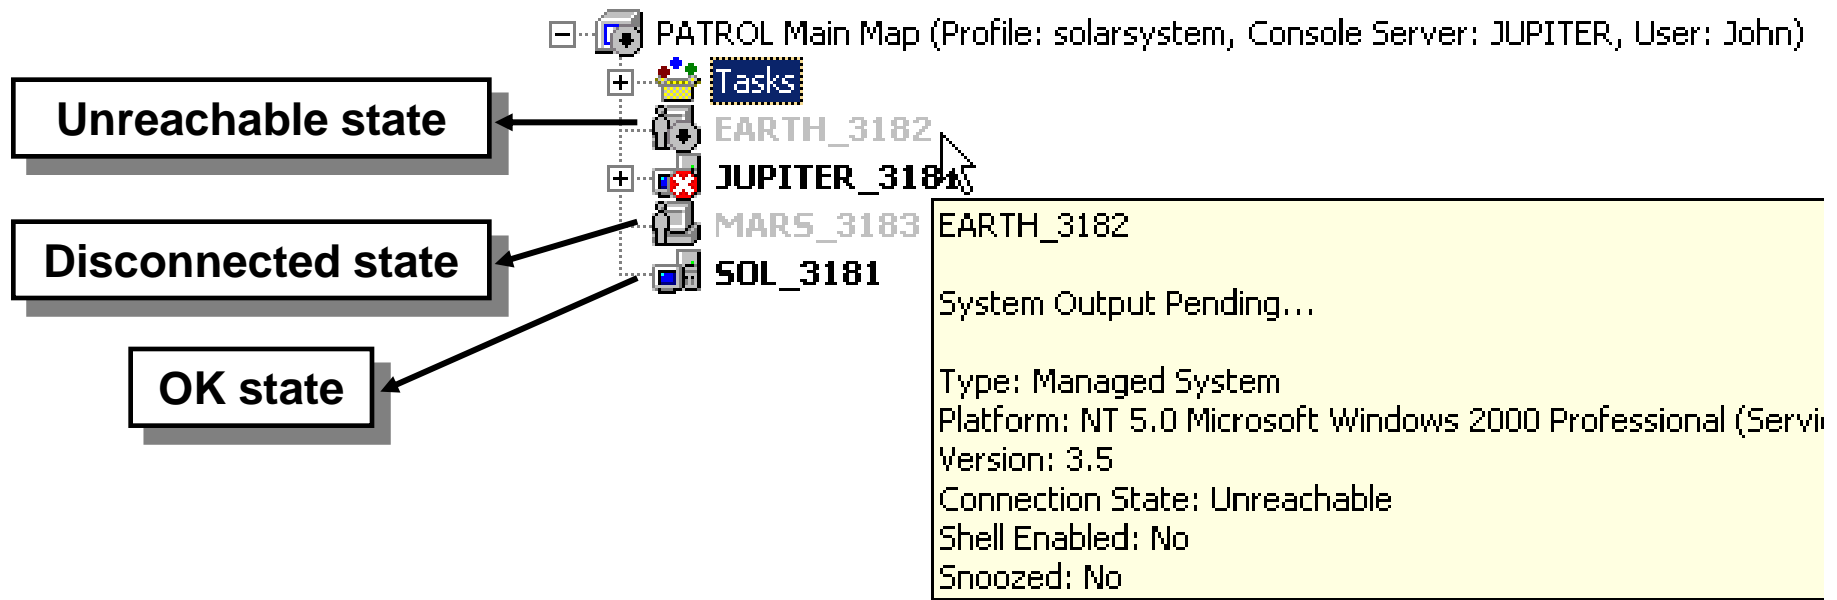 PATROL Main Map (Profile: solarsystem, Console Server: JUPITER, User: John)
Tasks
Unreachable state
EARTH_3182
JUPITER_3181
MARS_3183
Disconnected state
SOL_3181
OK state
EARTH_3182
System Output Pending...
Type: Managed System
Platform: NT 5.0 Microsoft Windows 2000 Professional
Version: 3.5
Connection State: Unreachable
Shell Enabled: No
Snoozed: No